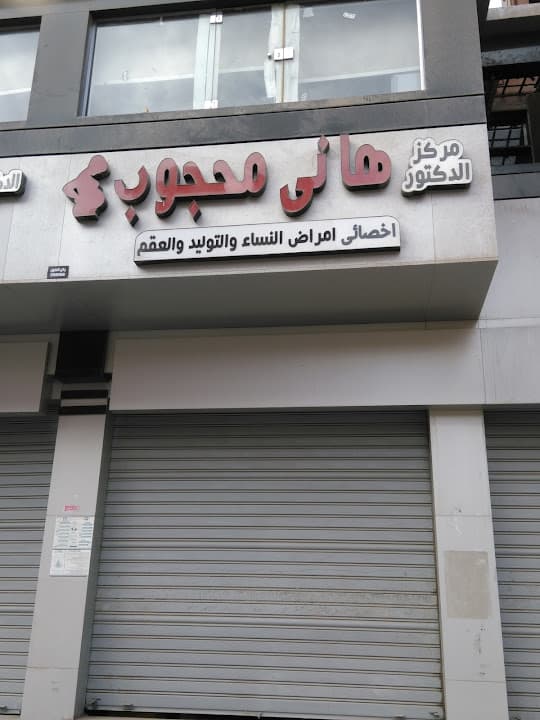 مركز
الدكتور
هانى محجوب
اخصائى امراض النساء والتوليد والعقم